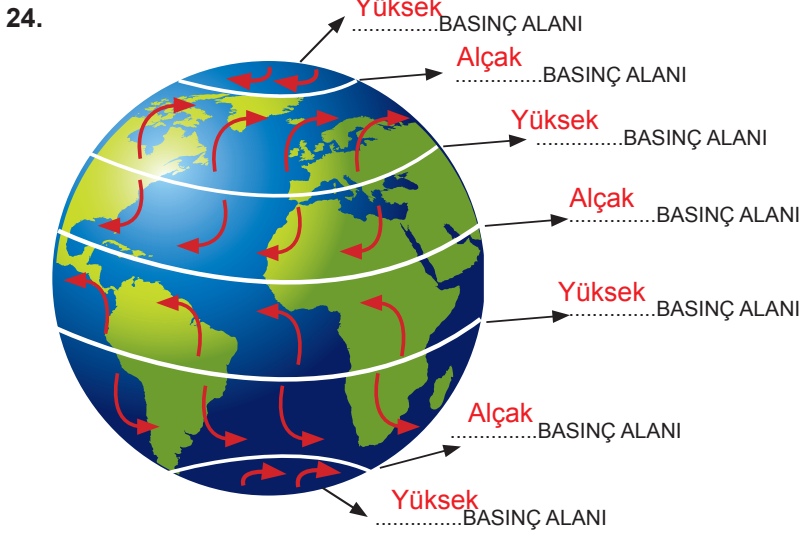 24.
Yüksek
..............BASINÇ ALANI
Alçak
..............BASINÇ ALANI
Yüksek
..............BASINÇ ALANI
Alçak
..............BASINÇ ALANI
Yüksek
..............BASINÇ ALANI
Alçak
..............BASINÇ ALANI
Yüksek
..............BASINÇ ALANI